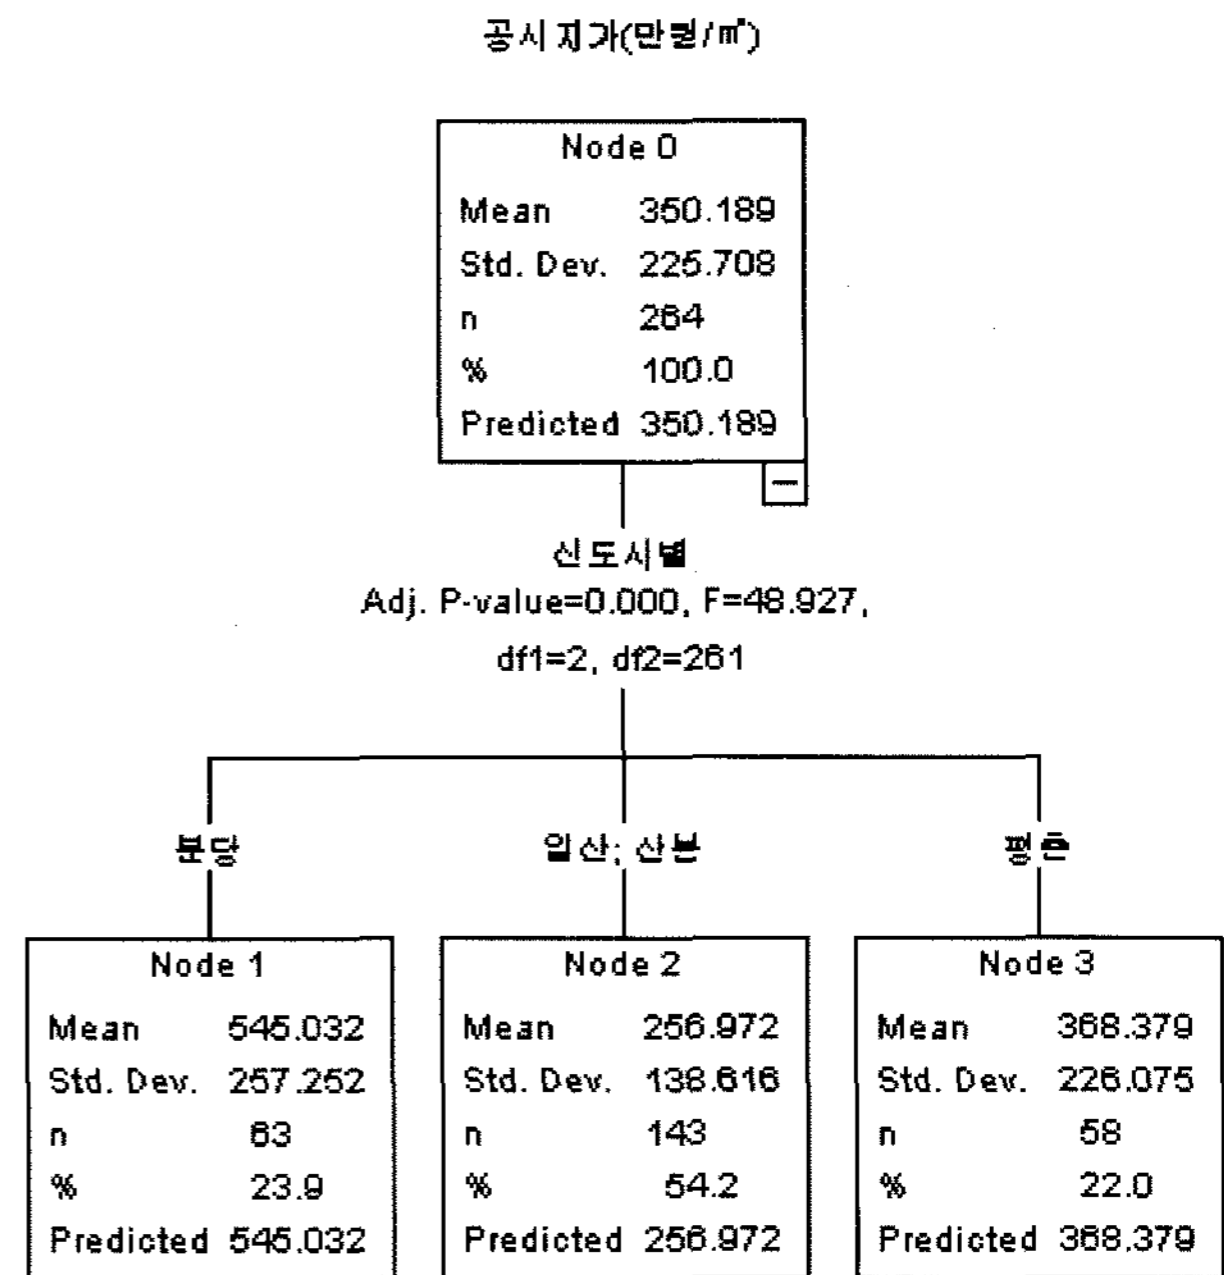 공시지가(만원/㎡)
Node 0
Mean 350.189
Std. Dev. 225.708
n 264
% 100.0
Predicted 350.189
신도시별
Adj. P-value=0.000, F=48.927,
df1=2, df2=261
분당
일산; 산본
평촌
Node 1
Mean 545.032
Std. Dev. 257.252
n 63
% 23.9
Predicted 545.032
Node 2
Mean 256.972
Std. Dev. 138.616
n 143
% 54.2
Predicted 256.972
Node 3
Mean 368.379
Std. Dev. 226.075
n 58
% 22.0
Predicted 368.379